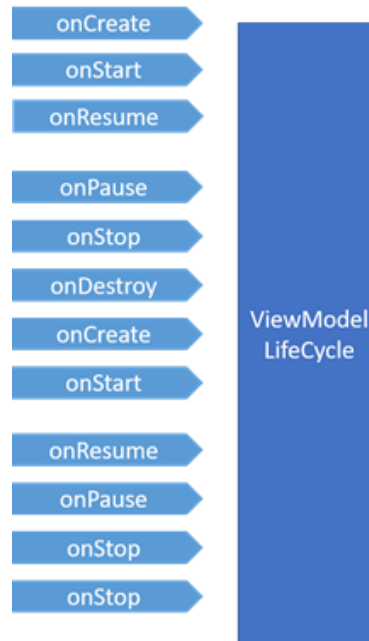 onCreate
onStart
onResume
onPause
onStop
onDestroy
onCreate
onStart
onResume
onPause
onStop
onStop
ViewModel
LifeCycle